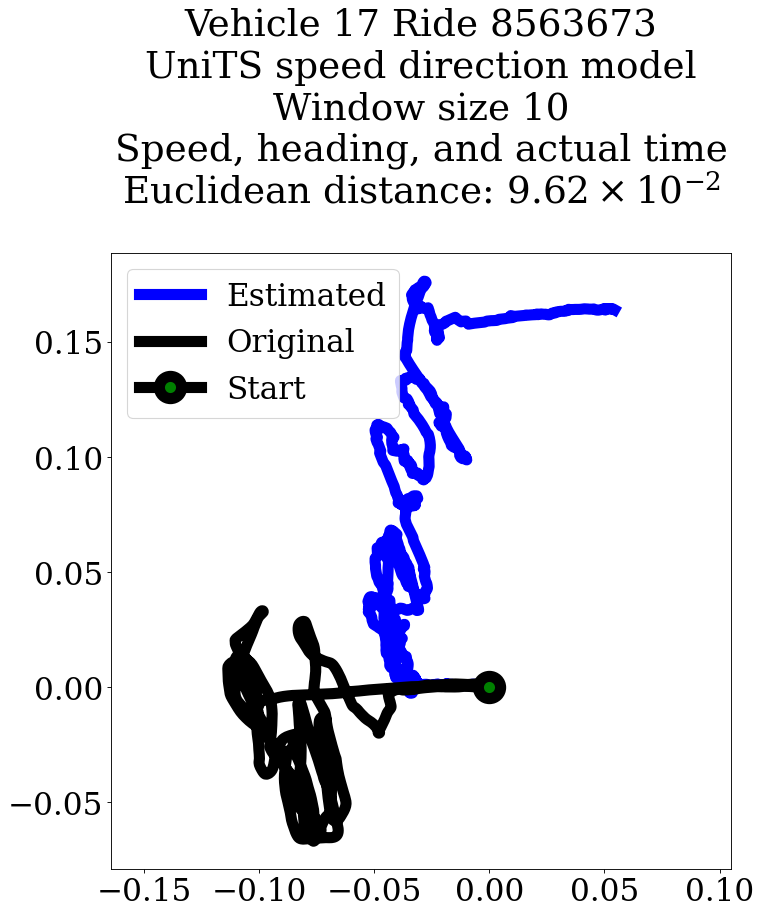 Vehicle 17 Ride 8563673
UniTS speed direction model
Window size 10
Speed, heading, and actual time
Euclidean distance: 9.62 × 10⁻²
Estimated
Original
Start
0.15
0.10
0.05
0.00
−0.05
−0.15 −0.10 −0.05 0.00 0.05 0.10